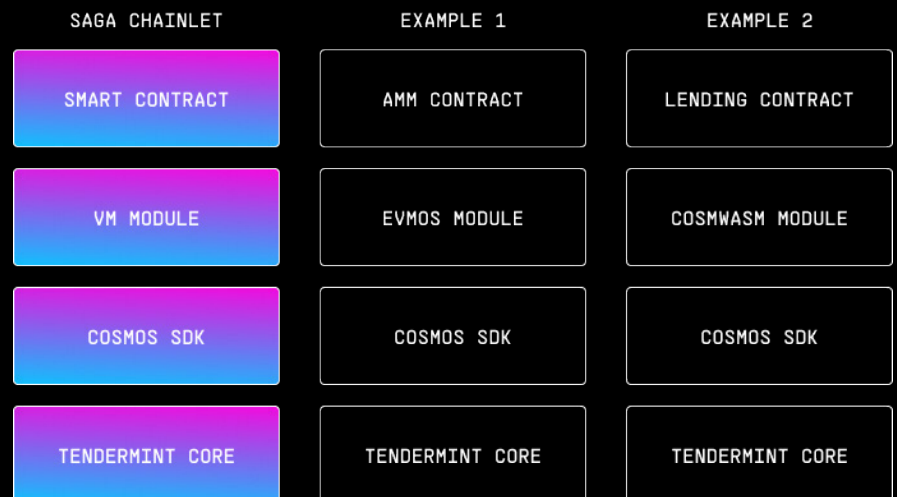 SAGA CHAINLET EXAMPLE 1 EXAMPLE 2
SMART CONTRACT AMM CONTRACT LENDING CONTRACT
VM MODULE EVMOS MODULE COSMWASM MODULE
COSMOS SDK COSMOS SDK COSMOS SDK
TENDERMINT CORE TENDERMINT CORE TENDERMINT CORE